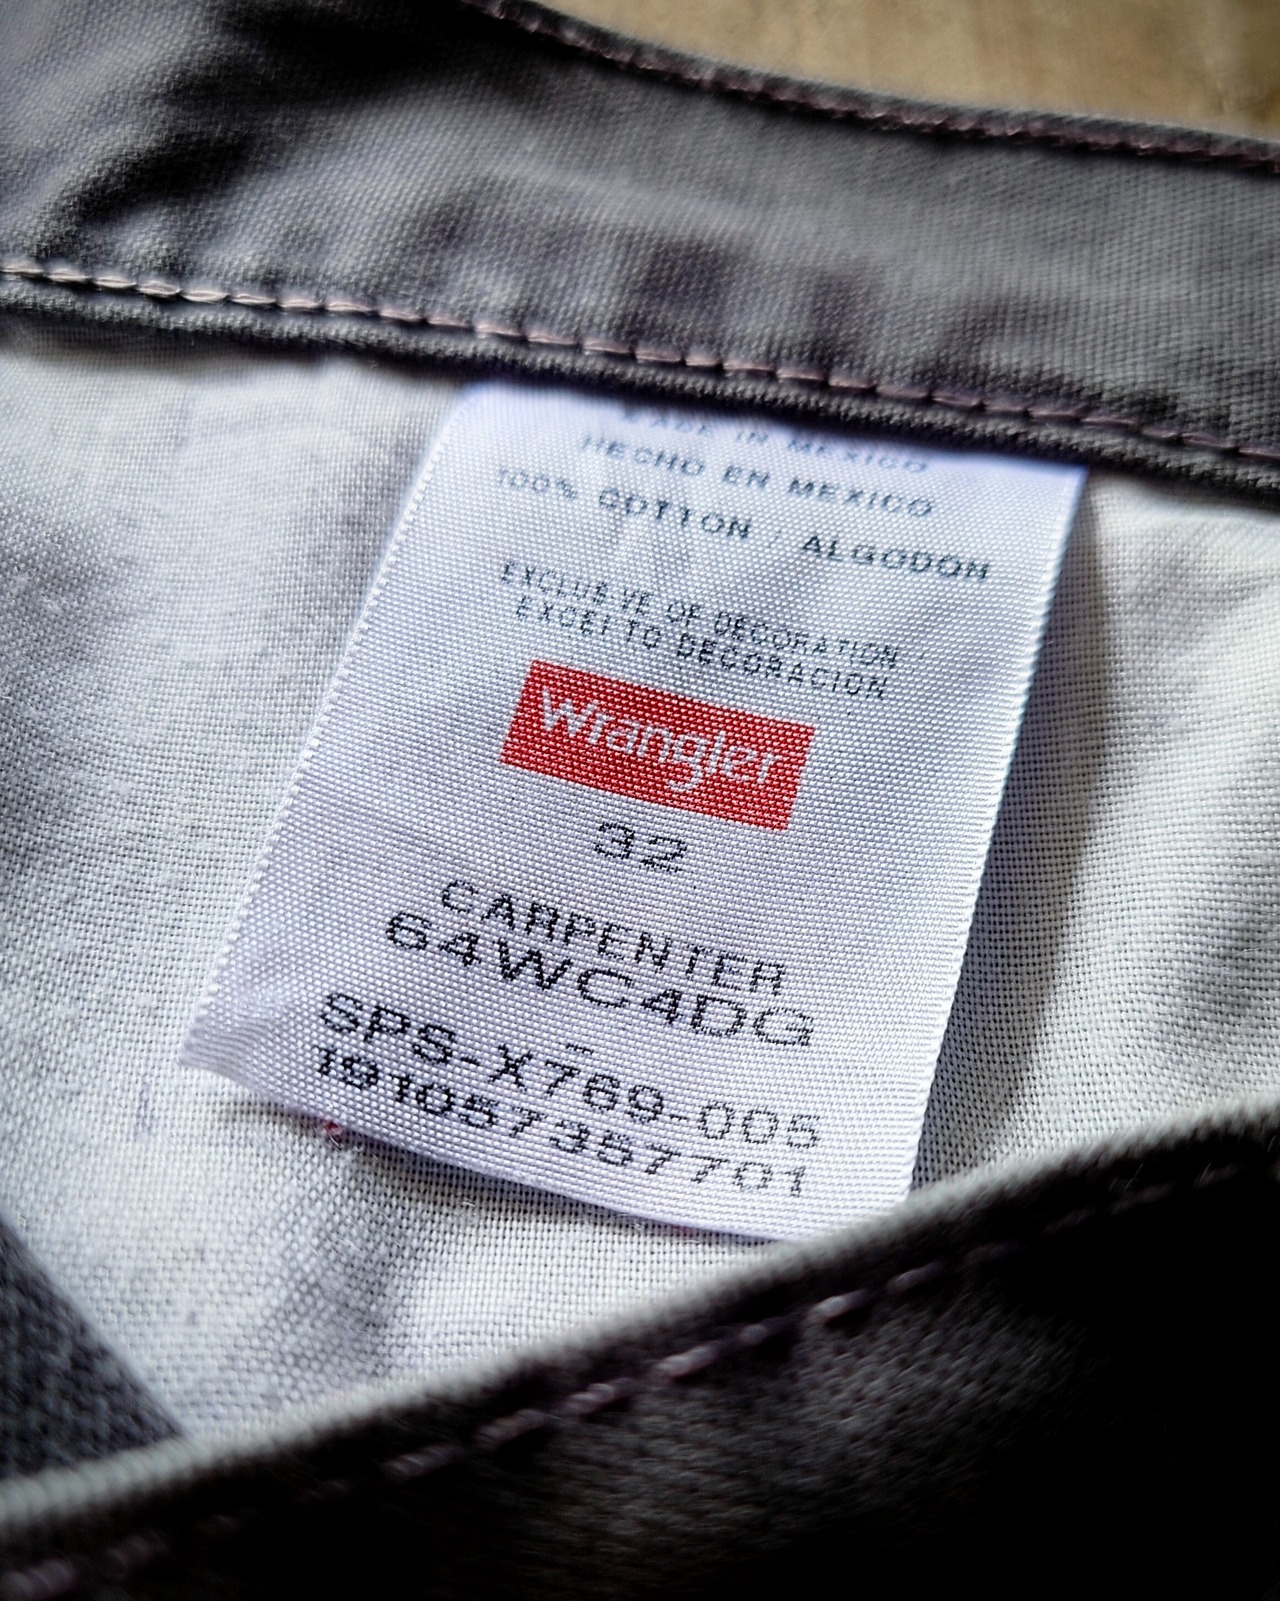 MADE IN MEXICO
HECHO EN MEXICO
100% COTTON / ALGODON
EXCLUSIVE OF DECORATION
EXCEPTO DECORACION
Wrangler
32
CARPENTER
64WC4DG
SPS-X769-005
191057357701